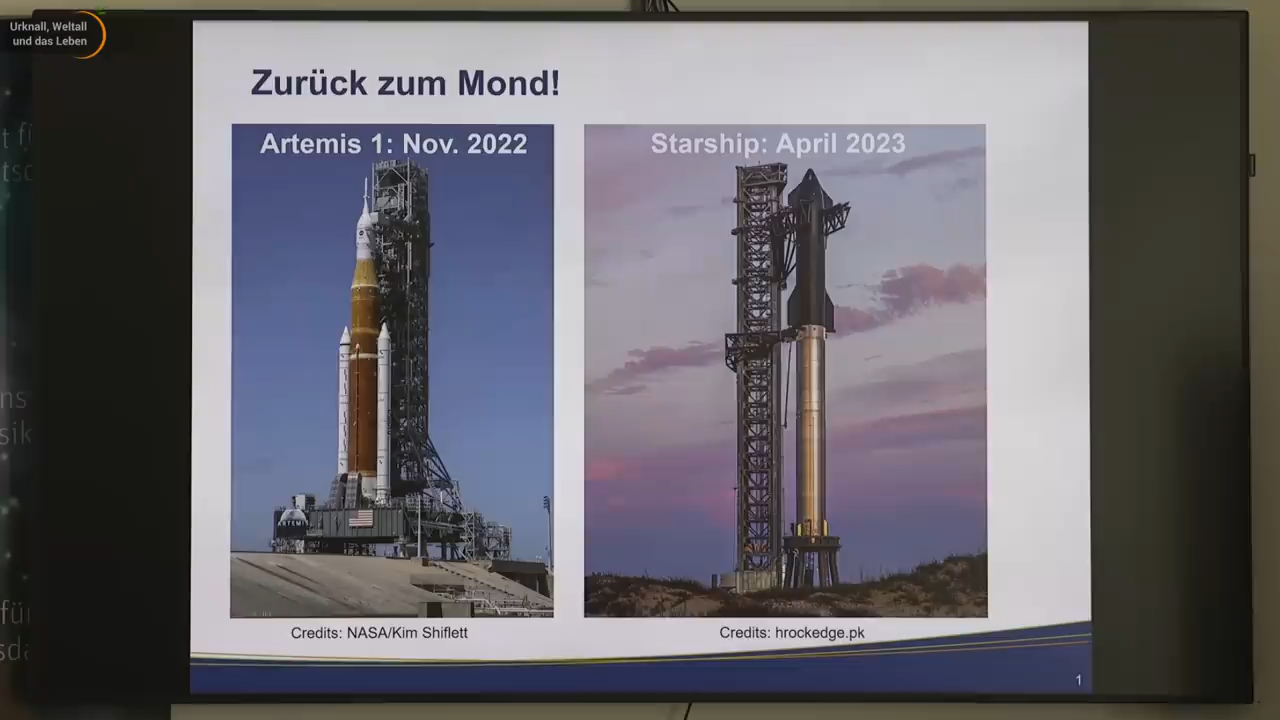 Urknall, Weltall
und das Leben
Zurück zum Mond!
Artemis 1: Nov. 2022
Starship: April 2023
ARTEMIS
Credits: NASA/Kim Shiflett
Credits: hrockedge.pk
1